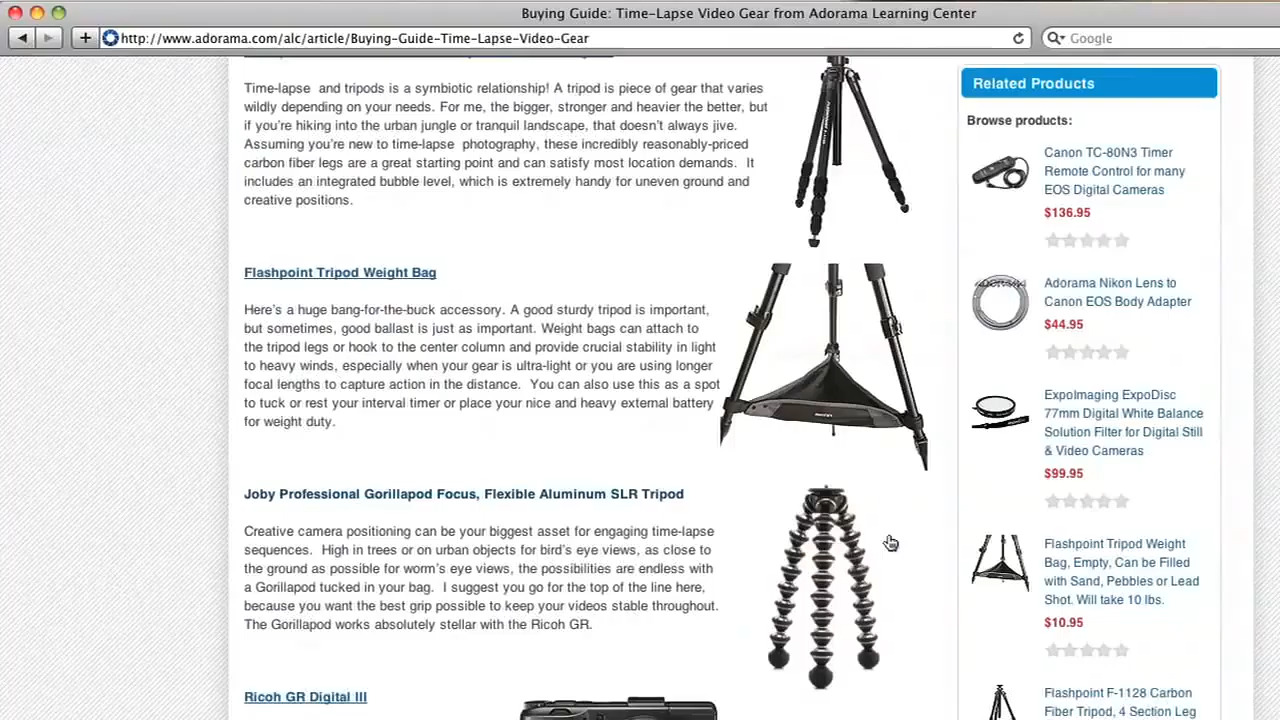 Buying Guide: Time-Lapse Video Gear from Adorama Learning Center
http://www.adorama.com/alc/article/Buying-Guide-Time-Lapse-Video-Gear
Google
Time-lapse and tripods is a symbiotic relationship! A tripod is piece of gear that varies
wildly depending on your needs. For me, the bigger, stronger and heavier the better, but
if you're hiking into the urban jungle or tranquil landscape, that doesn't always jive.
Assuming you're new to time-lapse photography, these incredibly reasonably-priced
carbon fiber legs are a great starting point and can satisfy most location demands. It
includes an integrated bubble level, which is extremely handy for uneven ground and
creative positions.
Flashpoint Tripod Weight Bag
Here's a huge bang-for-the-buck accessory. A good sturdy tripod is important,
but sometimes, good ballast is just as important. Weight bags can attach to
the tripod legs or hook to the center column and provide crucial stability in light
to heavy winds, especially when your gear is ultra-light or you are using longer
focal lengths to capture action in the distance. You can also use this as a spot
to tuck or rest your interval timer or place your nice and heavy external battery
for weight duty.
Joby Professional Gorillapod Focus, Flexible Aluminum SLR Tripod
Creative camera positioning can be your biggest asset for engaging time-lapse
sequences. High in trees or on urban objects for bird's eye views, as close to
the ground as possible for worm's eye views, the possibilities are endless with
a Gorillapod tucked in your bag. I suggest you go for the top of the line here,
because you want the best grip possible to keep your videos stable throughout.
The Gorillapod works absolutely stellar with the Ricoh GR.
Ricoh GR Digital III
Related Products
Browse products:
Canon TC-80N3 Timer
Remote Control for many
EOS Digital Cameras
$136.95
ADORAMA
Adorama Nikon Lens to
Canon EOS Body Adapter
$44.95
ExpoImaging ExpoDisc
77mm Digital White Balance
Solution Filter for Digital Still
& Video Cameras
$99.95
Flashpoint Tripod Weight
Bag, Empty, Can be Filled
with Sand, Pebbles or Lead
Shot. Will take 10 lbs.
$10.95
Flashpoint F-1128 Carbon
Fiber Tripod, 4 Section Leg